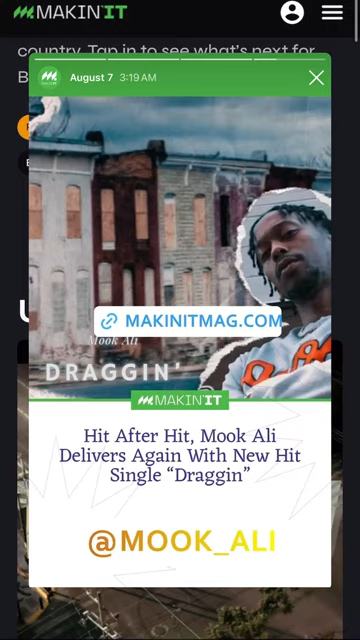 MAKIN'IT
country. Tap in to see what's next for
B
August 7 3:19 AM
MAKINITMAG.COM
Mook Ali
DRAGGIN'
MAKIN'IT
Hit After Hit, Mook Ali
Delivers Again With New Hit
Single “Draggin”
@MOOK_ALI